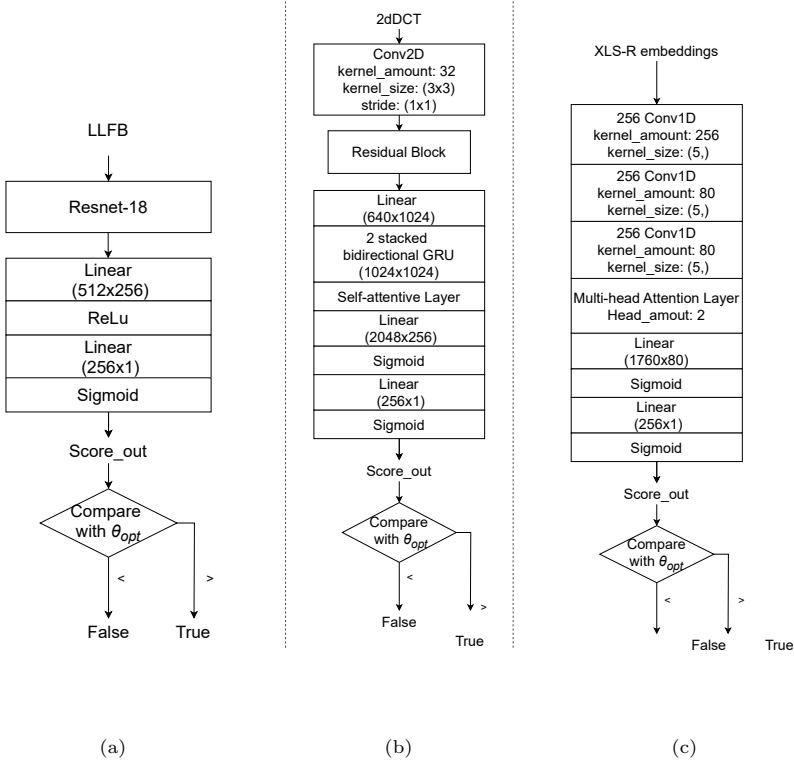 LLFB
Resnet-18
Linear
(512x256)
ReLu
Linear
(256x1)
Sigmoid
Score_out
Compare
with θopt
<
>
False
True
(a)
2dDCT
Conv2D
kernel_amount: 32
kernel_size: (3x3)
stride: (1x1)
Residual Block
Linear
(640x1024)
2 stacked
bidirectional GRU
(1024x1024)
Self-attentive Layer
Linear
(2048x256)
Sigmoid
Linear
(256x1)
Sigmoid
Score_out
Compare
with θopt
<
>
False
True
(b)
XLS-R embeddings
256 Conv1D
kernel_amount: 256
kernel_size: (5,)
256 Conv1D
kernel_amount: 80
kernel_size: (5,)
256 Conv1D
kernel_amount: 80
kernel_size: (5,)
Multi-head Attention Layer
Head_amout: 2
Linear
(1760x80)
Sigmoid
Linear
(256x1)
Sigmoid
Score_out
Compare
with θopt
<
>
False
True
(c)